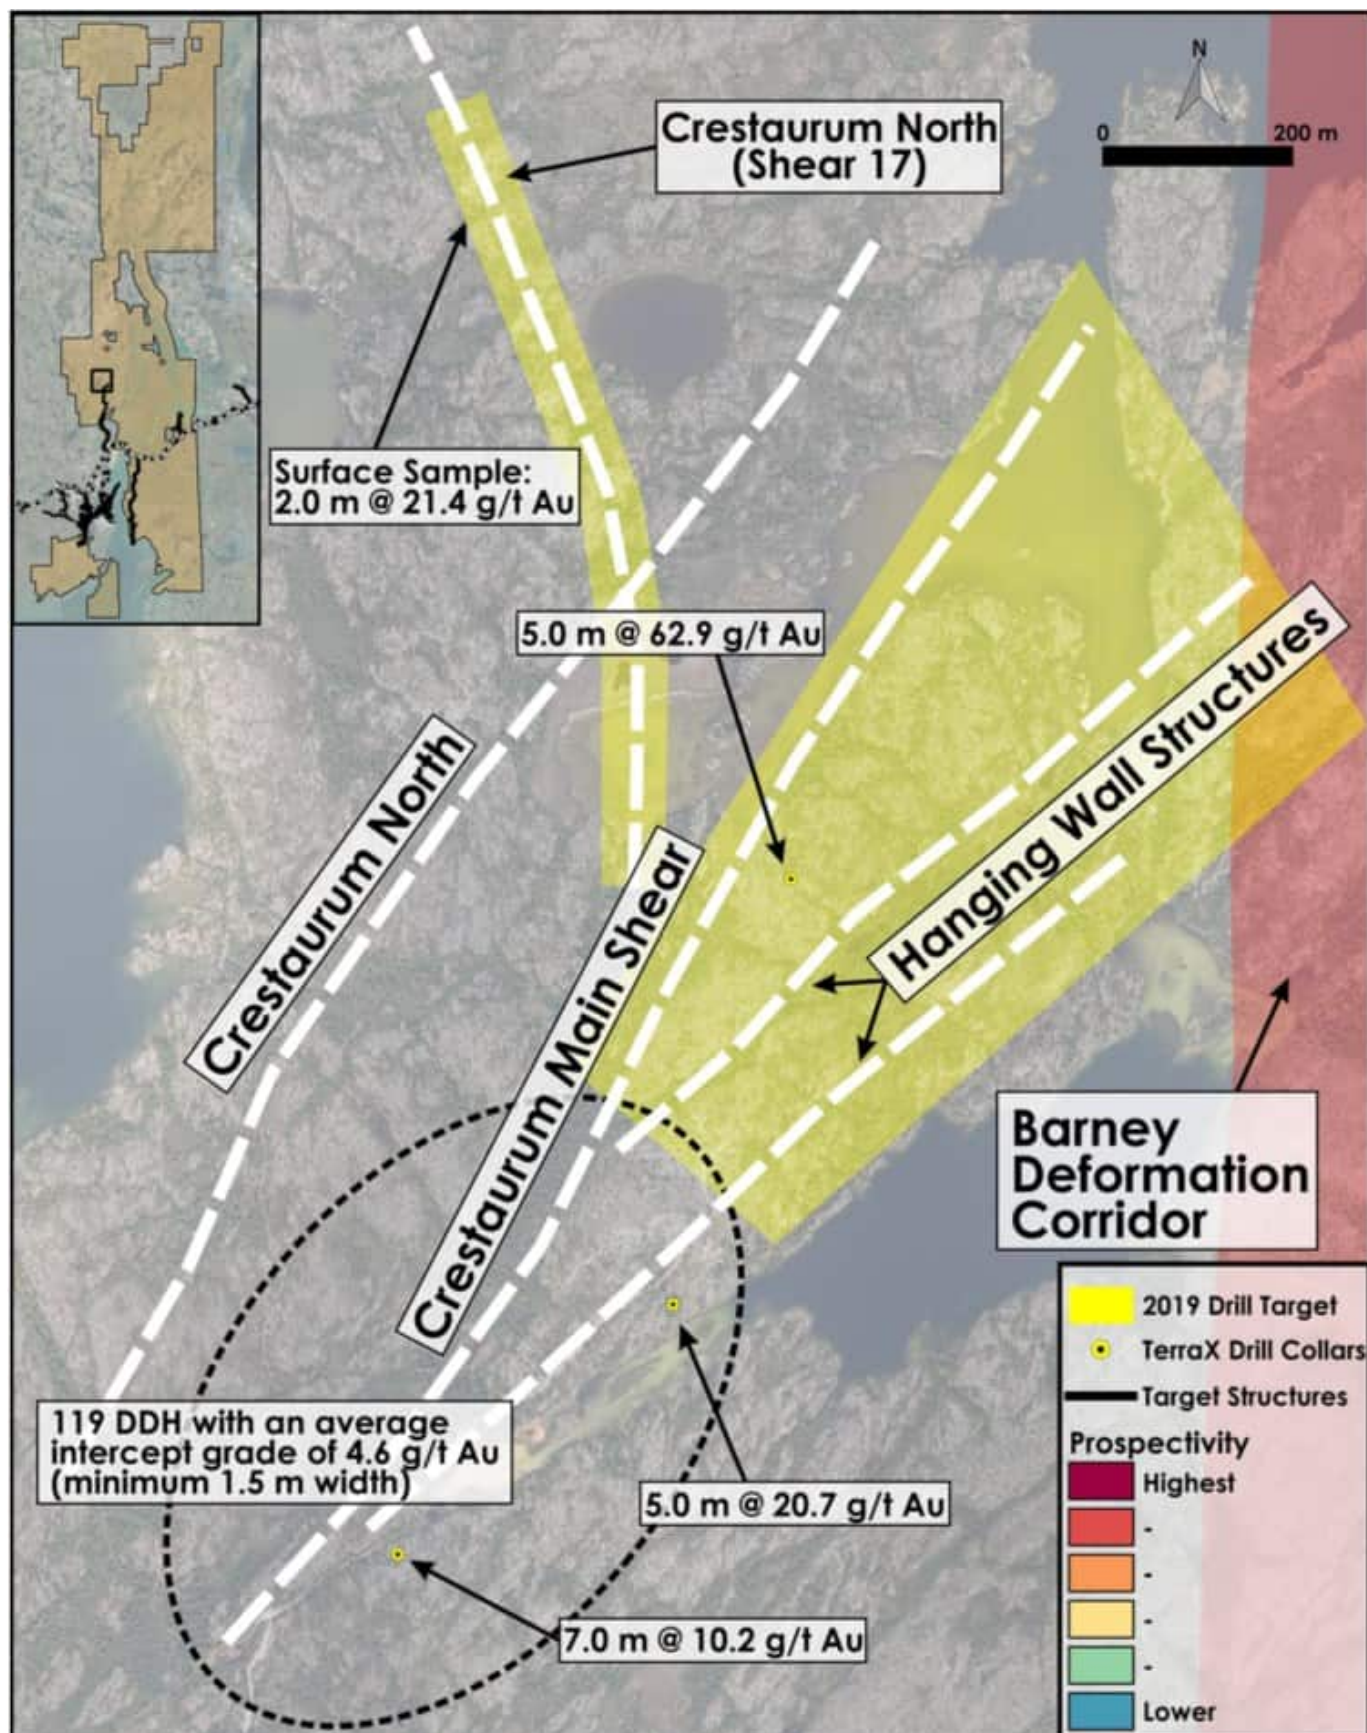 N
0 200 m
Crestaurum North
(Shear 17)
Surface Sample:
2.0 m @ 21.4 g/t Au
5.0 m @ 62.9 g/t Au
Hanging Wall Structures
Crestaurum North
Crestaurum Main Shear
Barney
Deformation
Corridor
119 DDH with an average
intercept grade of 4.6 g/t Au
(minimum 1.5 m width)
5.0 m @ 20.7 g/t Au
7.0 m @ 10.2 g/t Au
2019 Drill Target
TerraX Drill Collars
Target Structures
Prospectivity
Highest
-
-
-
-
Lower